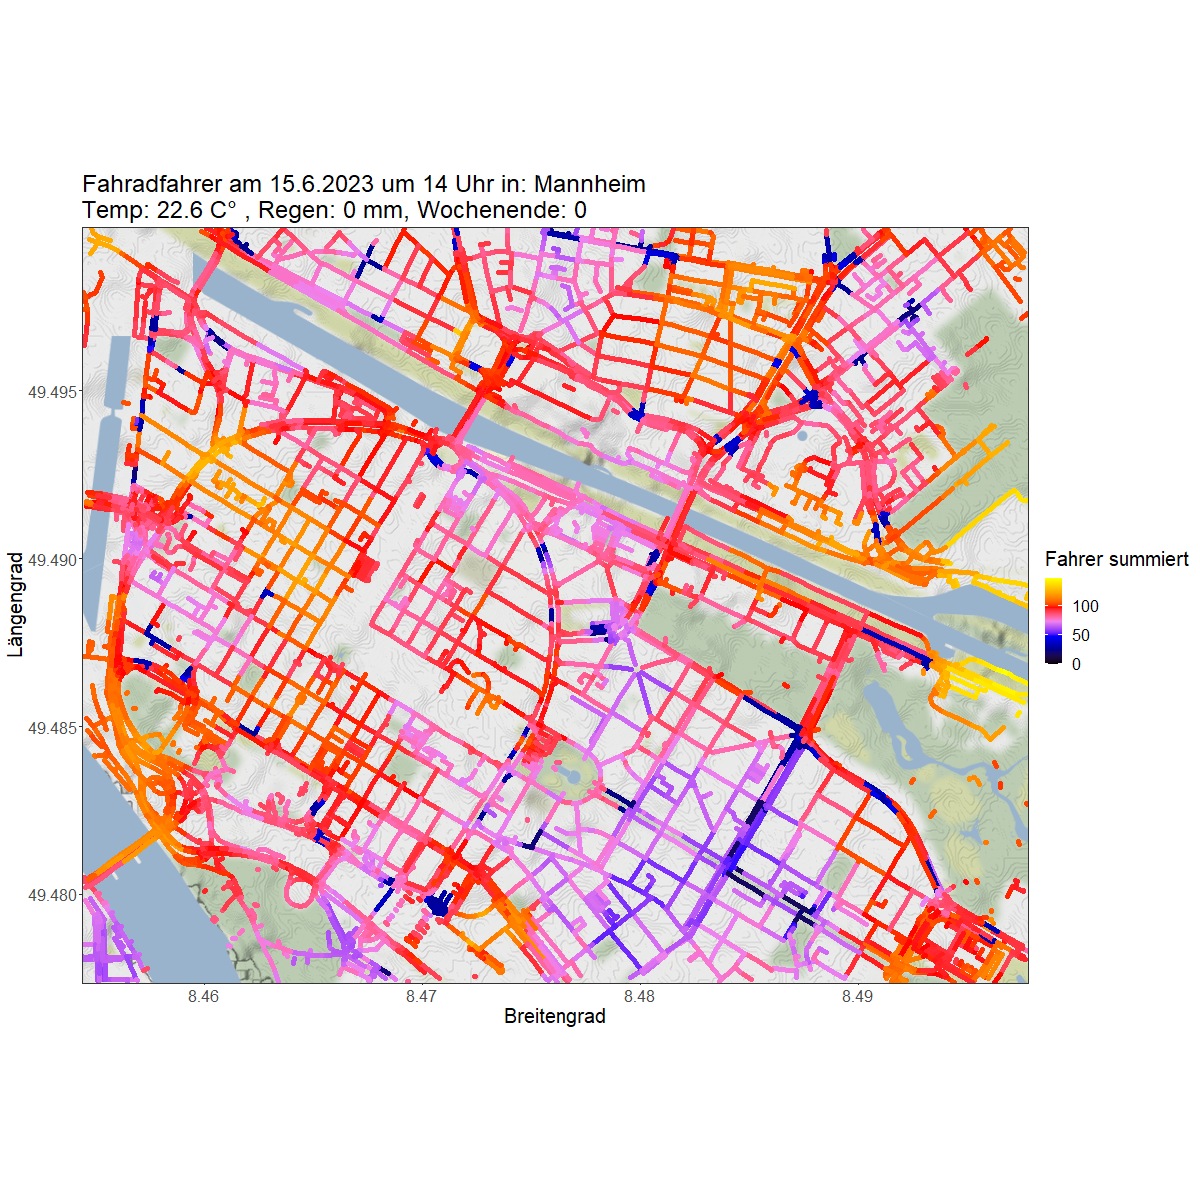 Fahradfahrer am 15.6.2023 um 14 Uhr in: Mannheim
Temp: 22.6 C° , Regen: 0 mm, Wochenende: 0
Längengrad
49.495
49.490
49.485
49.480
8.46
8.47
8.48
8.49
Breitengrad
Fahrer summiert
100
50
0